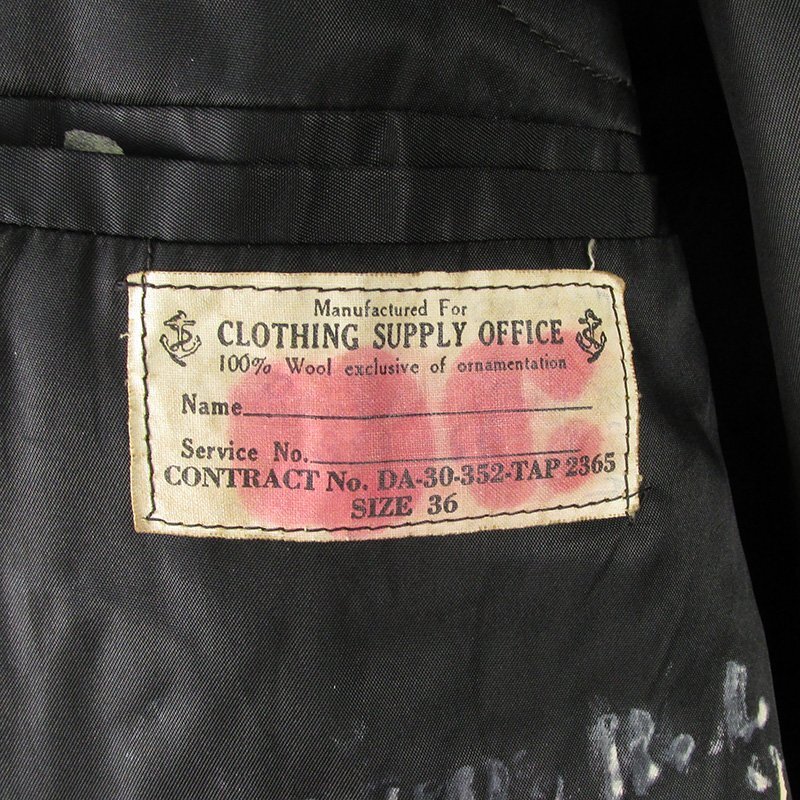 Manufactured For
CLOTHING SUPPLY OFFICE
100% Wool exclusive of ornamentation
Name
Service No.
CONTRACT No. DA-30-352-TAP 2365
SIZE 36